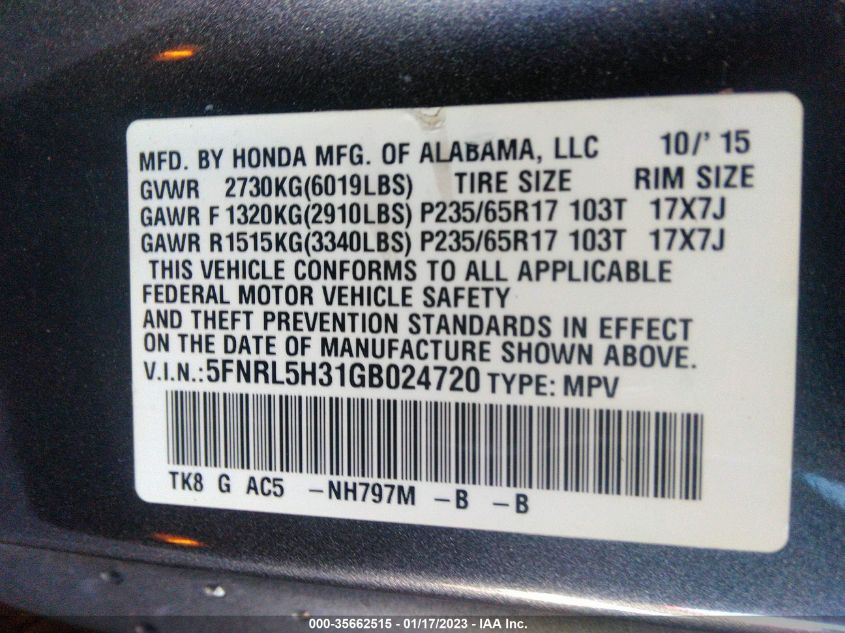 MFD. BY HONDA MFG. OF ALABAMA, LLC 10/' 15
GVWR 2730KG(6019LBS) TIRE SIZE RIM SIZE
GAWR F 1320KG(2910LBS) P235/65R17 103T 17X7J
GAWR R1515KG(3340LBS) P235/65R17 103T 17X7J
THIS VEHICLE CONFORMS TO ALL APPLICABLE
FEDERAL MOTOR VEHICLE SAFETY
AND THEFT PREVENTION STANDARDS IN EFFECT
ON THE DATE OF MANUFACTURE SHOWN ABOVE.
V.I.N.:5FNRL5H31GB024720 TYPE: MPV
TK8 G AC5 -NH797M -B -B
000-35662515 - 01/17/2023 - IAA Inc.